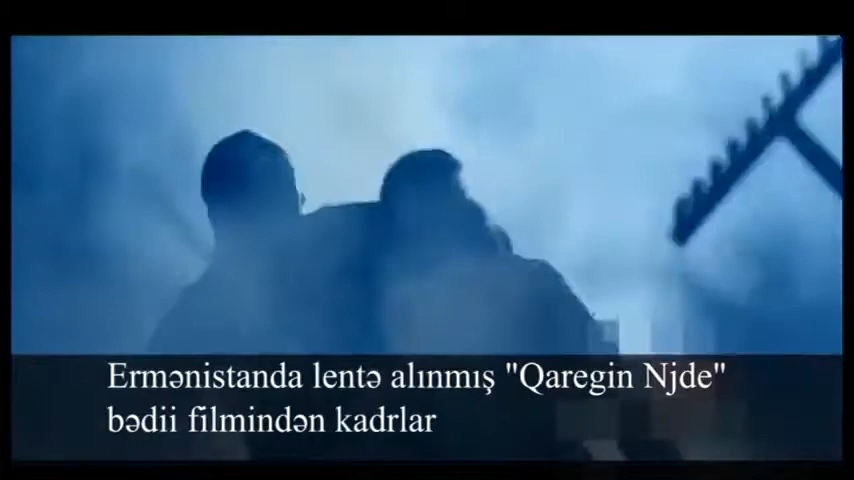 Ermənistanda lentə alınmış "Qaregin Njde"
bədii filmindən kadrlar